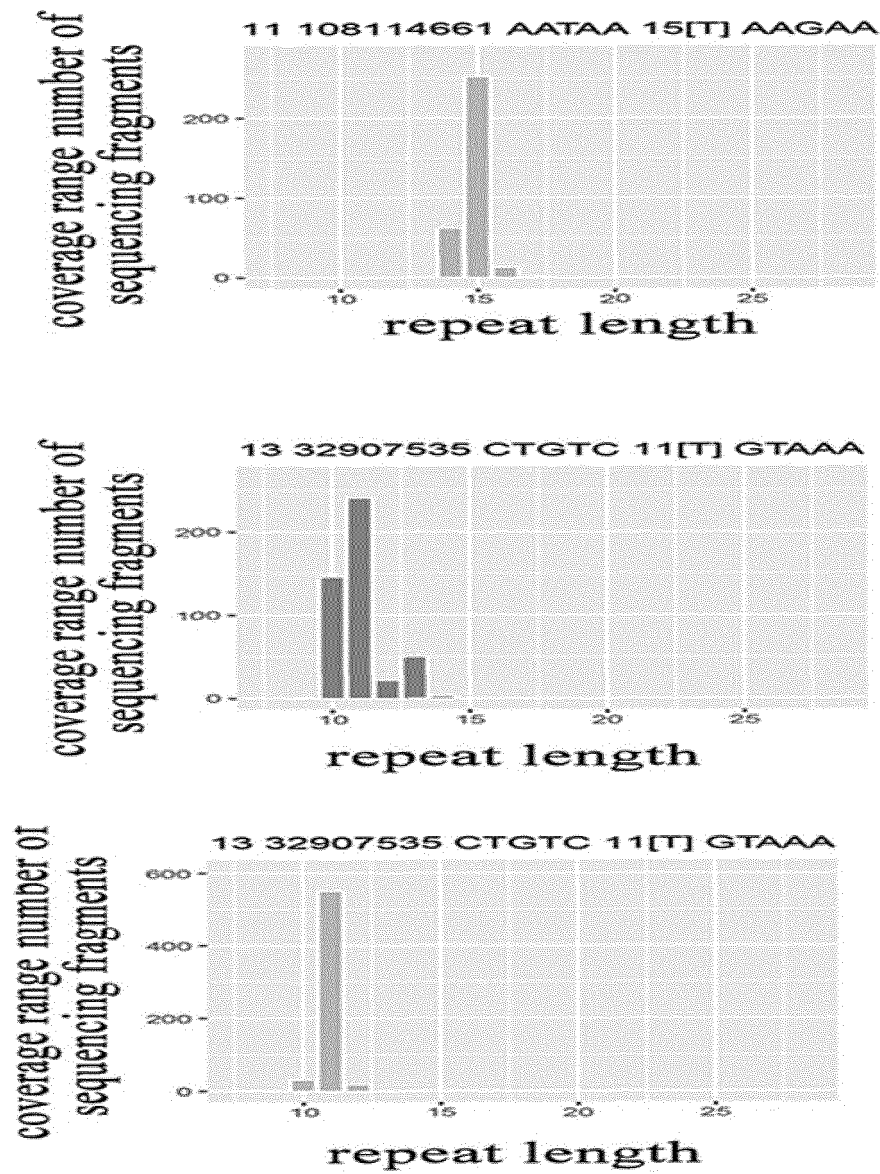 11 108114661 AATAA 15[T] AAGAA
coverage range number of
sequencing fragments
200
100
0
10 15 20 25
repeat length
13 32907535 CTGTC 11[T] GTAAA
coverage range number of
sequencing fragments
200
100
0
10 15 20 25
repeat length
13 32907535 CTGTC 11[T] GTAAA
coverage range number of
sequencing fragments
600
400
200
0
10 15 20 25
repeat length